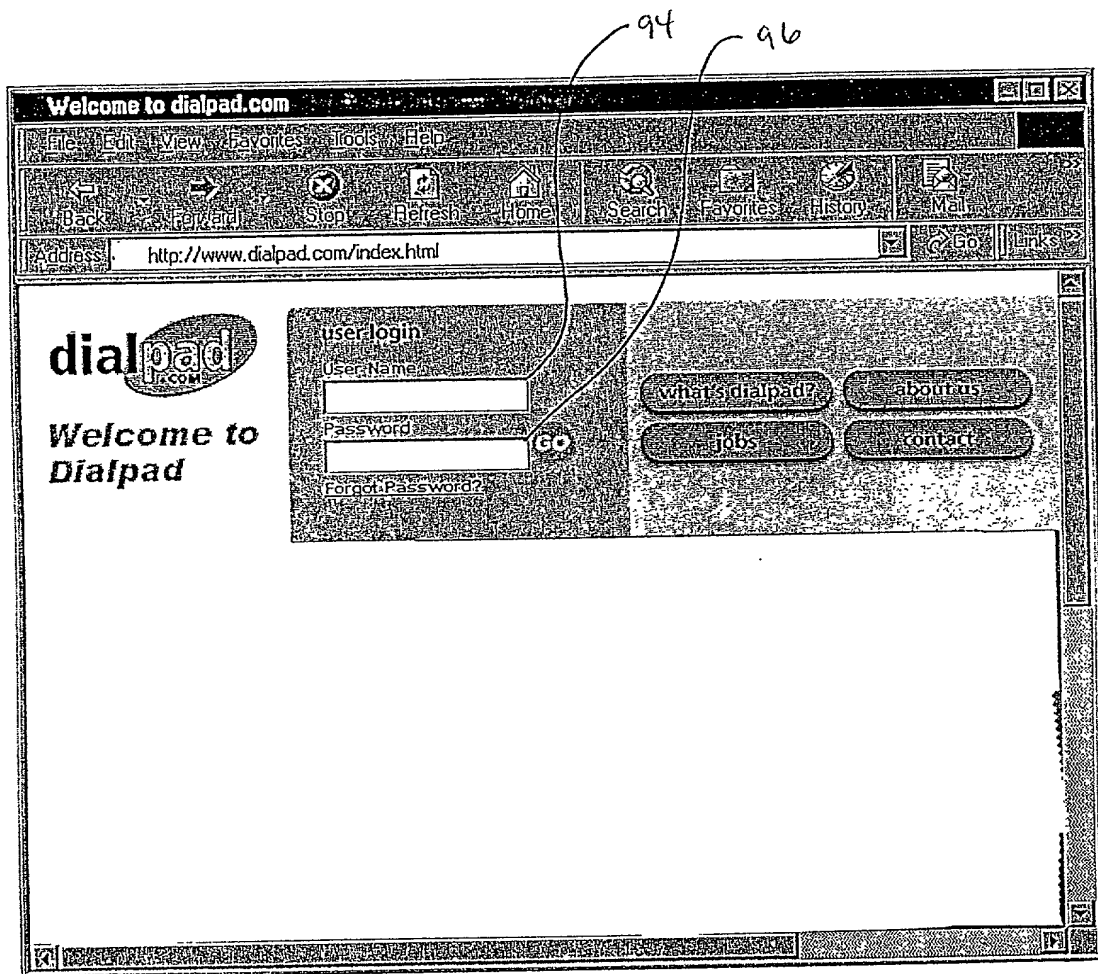 94 96
Welcome to dialpad.com
File Edit View Favorites Tools Help
Back Forward Stop Refresh Home Search Favorites History Mail
Address http://www.dialpad.com/index.html Go Links
dialpad
.COM
Welcome to
Dialpad
user login
User Name
Password
GO
Forgot Password?
what's dialpad? about us
jobs contact